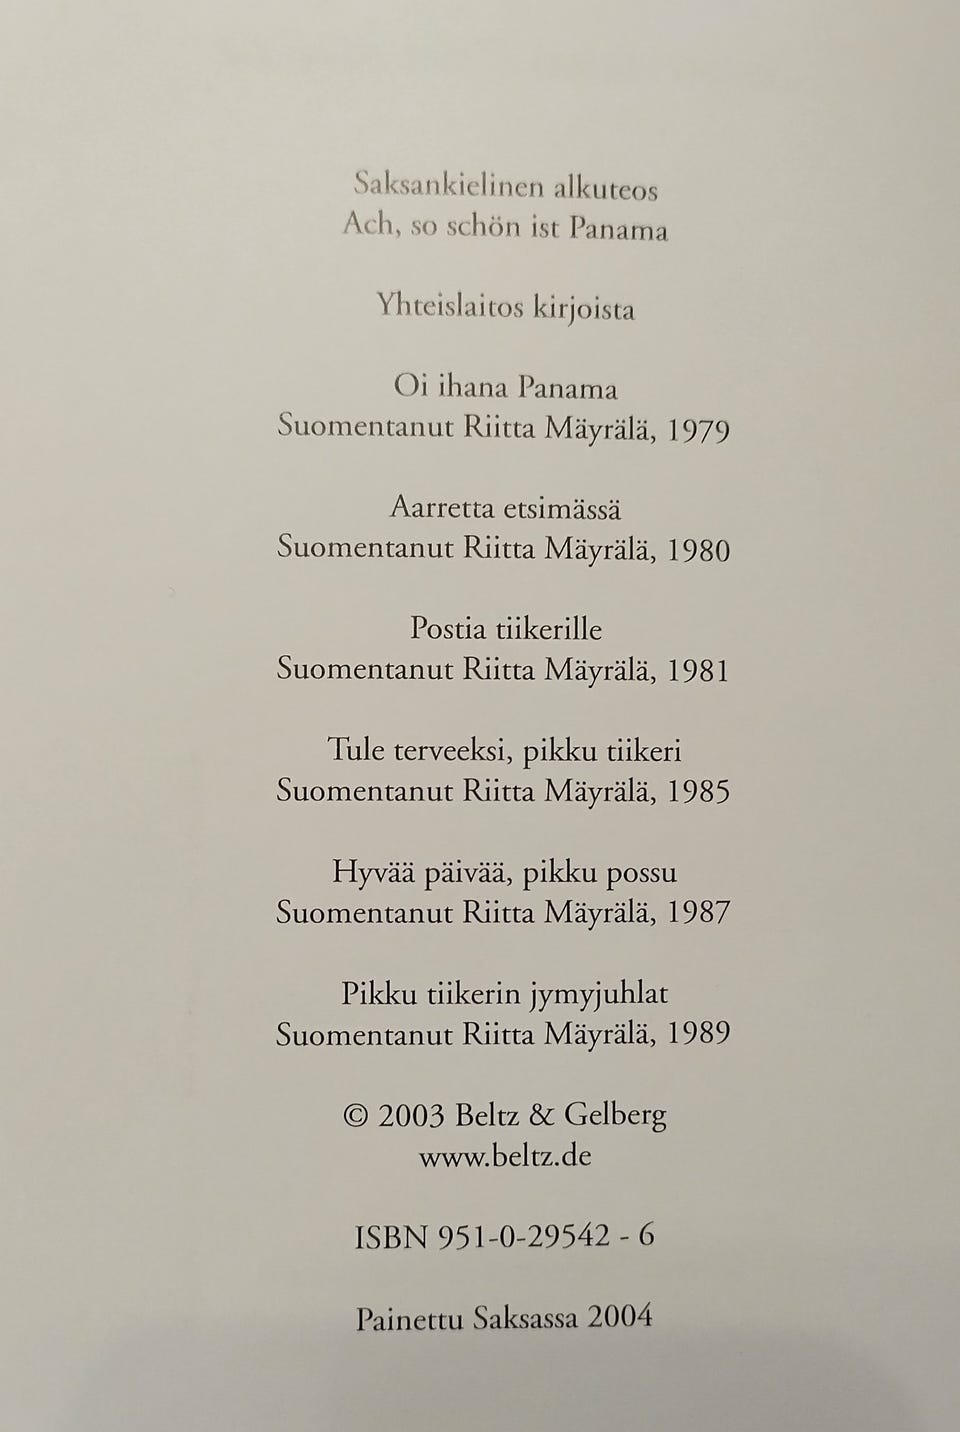 Saksankielinen alkuteos
Ach, so schön ist Panama
Yhteislaitos kirjoista
Oi ihana Panama
Suomentanut Riitta Mäyrälä, 1979
Aarretta etsimässä
Suomentanut Riitta Mäyrälä, 1980
Postia tiikerille
Suomentanut Riitta Mäyrälä, 1981
Tule terveeksi, pikku tiikeri
Suomentanut Riitta Mäyrälä, 1985
Hyvää päivää, pikku possu
Suomentanut Riitta Mäyrälä, 1987
Pikku tiikerin jymyjuhlat
Suomentanut Riitta Mäyrälä, 1989
© 2003 Beltz & Gelberg
www.beltz.de
ISBN 951-0-29542 - 6
Painettu Saksassa 2004